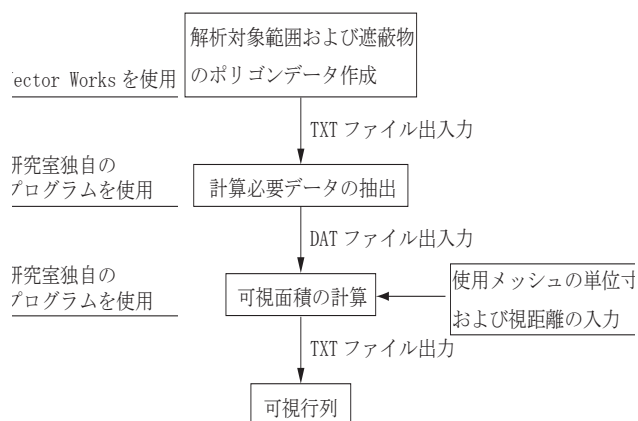 解析対象範囲および遮蔽物
のポリゴンデータ作成
ector Works を使用
TXT ファイル出入力
研究室独自の
プログラムを使用
計算必要データの抽出
DAT ファイル出入力
研究室独自の
プログラムを使用
可視面積の計算
使用メッシュの単位寸
および視距離の入力
TXT ファイル出力
可視行列